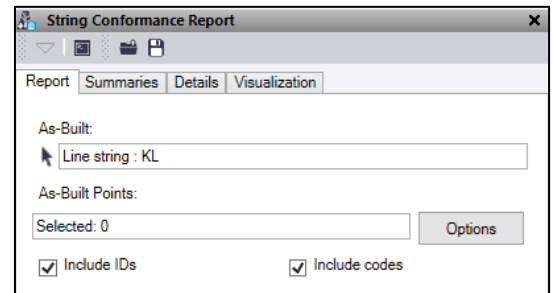 String Conformance Report
Report Summaries Details Visualization
As-Built:
Line string : KL
As-Built Points:
Selected: 0 Options
Include IDs Include codes